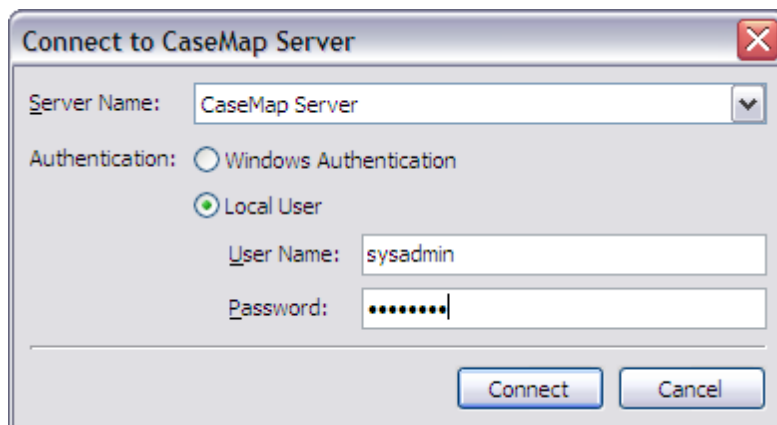 Connect to CaseMap Server
Server Name: CaseMap Server
Authentication: Windows Authentication
Local User
User Name: sysadmin
Password: ••••••••
Connect Cancel